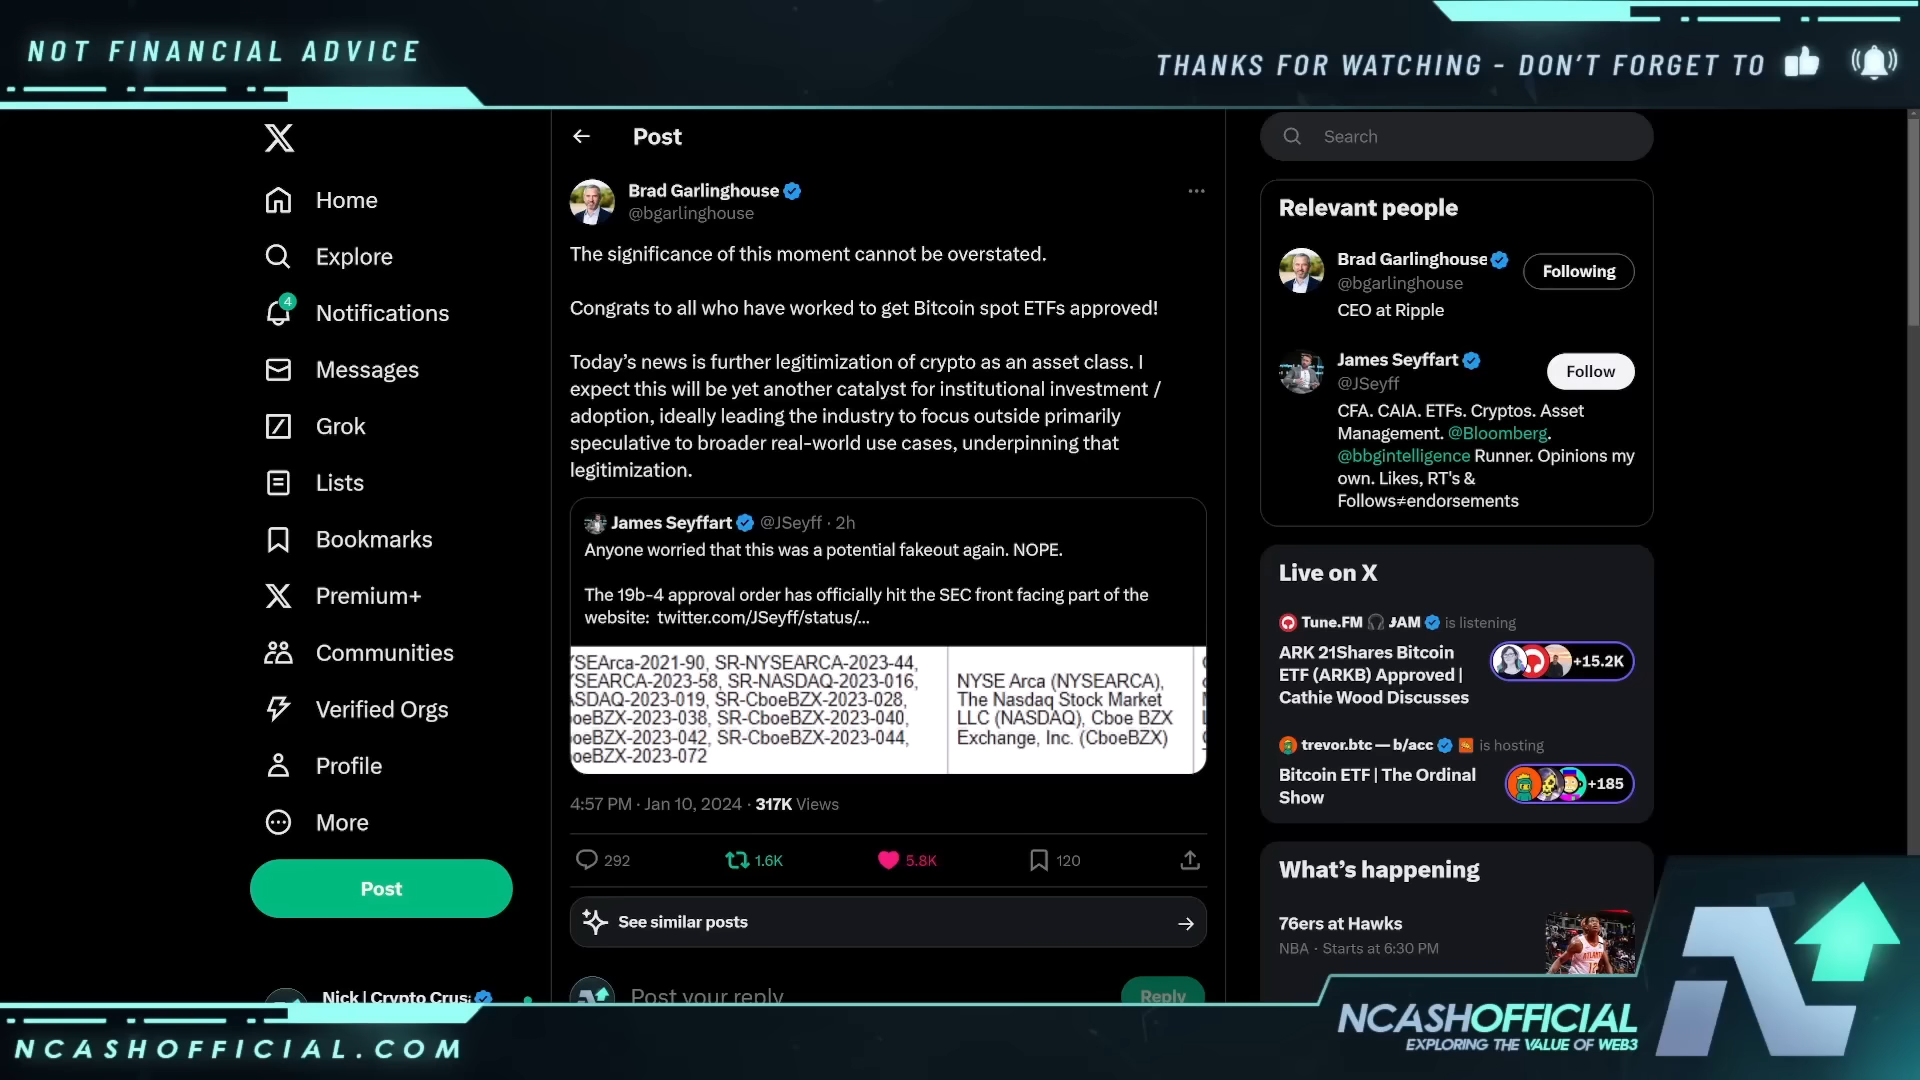 NOT FINANCIAL ADVICE
THANKS FOR WATCHING - DON'T FORGET TO
Home
Explore
4
Notifications
Messages
Grok
Lists
Bookmarks
Premium+
Communities
Verified Orgs
Profile
More
Post
Nick | Crypto Crus
Post
Brad Garlinghouse
@bgarlinghouse
The significance of this moment cannot be overstated.
Congrats to all who have worked to get Bitcoin spot ETFs approved!
Today’s news is further legitimization of crypto as an asset class. I
expect this will be yet another catalyst for institutional investment /
adoption, ideally leading the industry to focus outside primarily
speculative to broader real-world use cases, underpinning that
legitimization.
James Seyffart @JSeyff · 2h
Anyone worried that this was a potential fakeout again. NOPE.
The 19b-4 approval order has officially hit the SEC front facing part of the
website: twitter.com/JSeyff/status/...
YSEArca-2021-90, SR-NYSEARCA-2023-44,
YSEARCA-2023-58, SR-NASDAQ-2023-016,
ASDAQ-2023-019, SR-CboeBZX-2023-028,
oeBZX-2023-038, SR-CboeBZX-2023-040,
oeBZX-2023-042, SR-CboeBZX-2023-044,
oeBZX-2023-072
NYSE Arca (NYSEARCA),
The Nasdaq Stock Market
LLC (NASDAQ), Cboe BZX
Exchange, Inc. (CboeBZX)
4:57 PM · Jan 10, 2024 · 317K Views
292 1.6K 5.8K 120
See similar posts
Post your reply
Reply
Search
Relevant people
Brad Garlinghouse
@bgarlinghouse
Following
CEO at Ripple
James Seyffart
@JSeyff
Follow
CFA. CAIA. ETFs. Cryptos. Asset
Management. @Bloomberg.
@bbgintelligence Runner. Opinions my
own. Likes, RT's &
Follows≠endorsements
Live on X
Tune.FM JAM is listening
ARK 21Shares Bitcoin
ETF (ARKB) Approved |
Cathie Wood Discusses
+15.2K
trevor.btc — b/acc is hosting
Bitcoin ETF | The Ordinal
Show
+185
What’s happening
76ers at Hawks
NBA · Starts at 6:30 PM
NCASHOFFICIAL.COM
NCASHOFFICIAL
EXPLORING THE VALUE OF WEB3